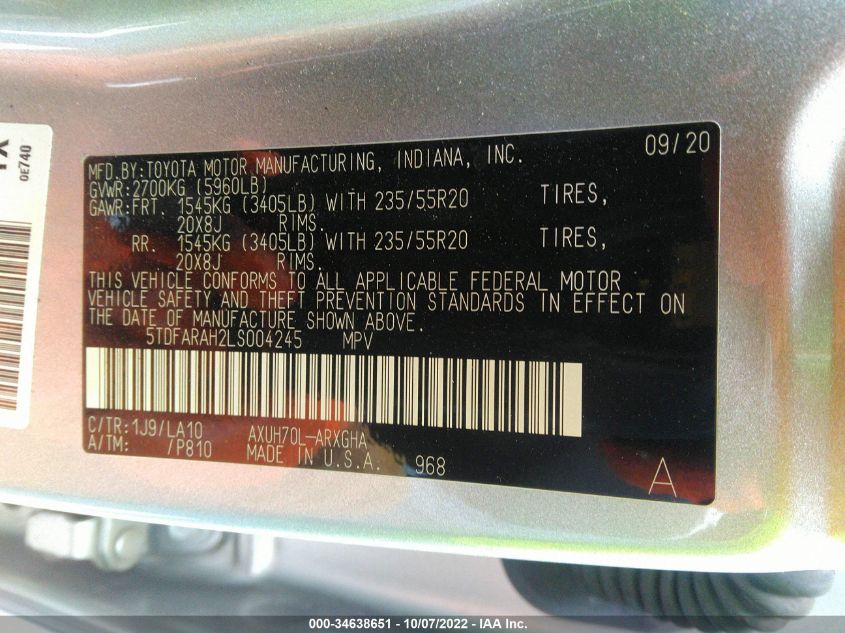 MFD.BY:TOYOTA MOTOR MANUFACTURING, INDIANA, INC. 09/20
GVWR:2700KG (5960LB)
GAWR:FRT. 1545KG (3405LB) WITH 235/55R20 TIRES,
20X8J RIMS.
RR. 1545KG (3405LB) WITH 235/55R20 TIRES,
20X8J RIMS.
THIS VEHICLE CONFORMS TO ALL APPLICABLE FEDERAL MOTOR
VEHICLE SAFETY AND THEFT PREVENTION STANDARDS IN EFFECT ON
THE DATE OF MANUFACTURE SHOWN ABOVE.
5TDFARAH2LS004245 MPV
C/TR:1J9/LA10 AXUH70L-ARXGHA
A/TM: /P810 MADE IN U.S.A. 968
A
0E740
000-34638651 - 10/07/2022 - IAA Inc.